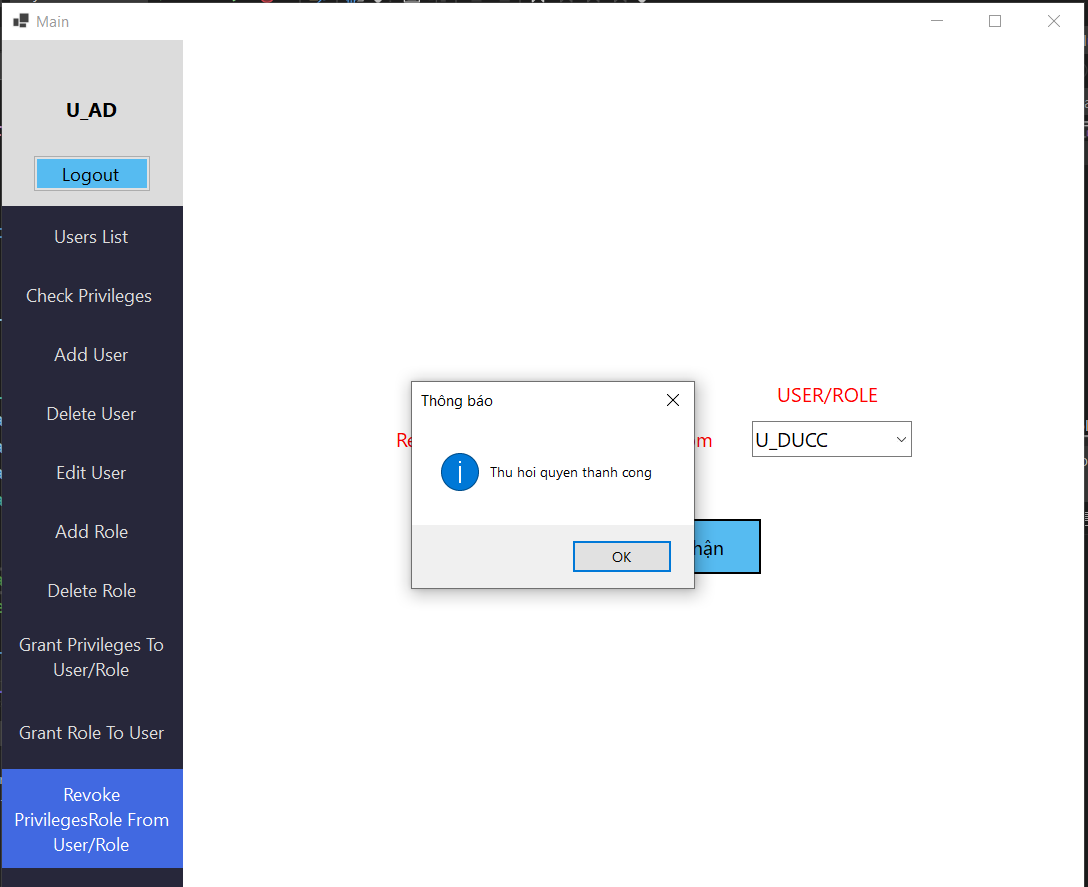 Main
U_AD
Logout
Users List
Check Privileges
Add User
Delete User
Edit User
Add Role
Delete Role
Grant Privileges To
User/Role
Grant Role To User
Revoke
PrivilegesRole From
User/Role
USER/ROLE
U_DUCC
Thông báo
Thu hoi quyen thanh cong
OK